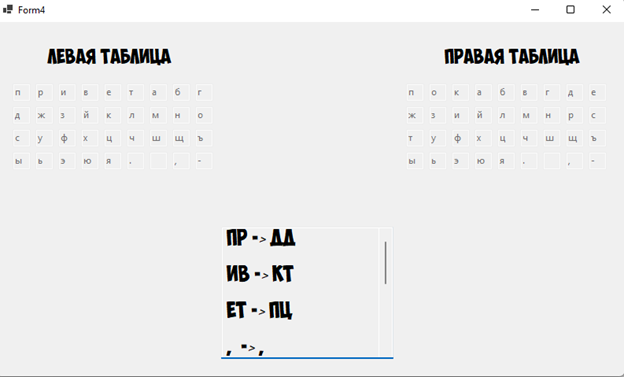 Form4
ЛЕВАЯ ТАБЛИЦА
п р и в е т а б г
д ж з й к л м н о
с у ф х ц ч ш щ ъ
ы ь э ю я . , -
ПРАВАЯ ТАБЛИЦА
п о к а б в г д е
ж з и й л м н р с
т у ф х ц ч ш щ ъ
ы ь э ю я . , -
ПР -> ДД
ИВ -> КТ
ЕТ -> ПЦ
, -> ,